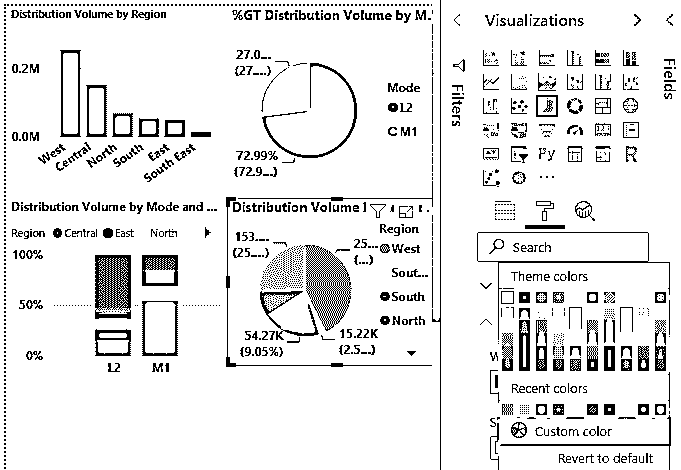 Distribution Volume by Region
0.2M
0.0M
West
Central
North
South
East
South East
%GT Distribution Volume by M...
27.0...
(27....)
72.99%
(72.9...)
Mode
L2
M1
Distribution Volume by Mode and ...
Region
Central
East
North
100%
50%
0%
L2
M1
Distribution Volume
153....
(25....)
25...
(...)
54.27K
(9.05%)
15.22K
(2.5...)
Region
West
Sout...
South
North
Filters
Visualizations
Fields
Py
R
...
Search
Theme colors
Recent colors
Custom color
Revert to default